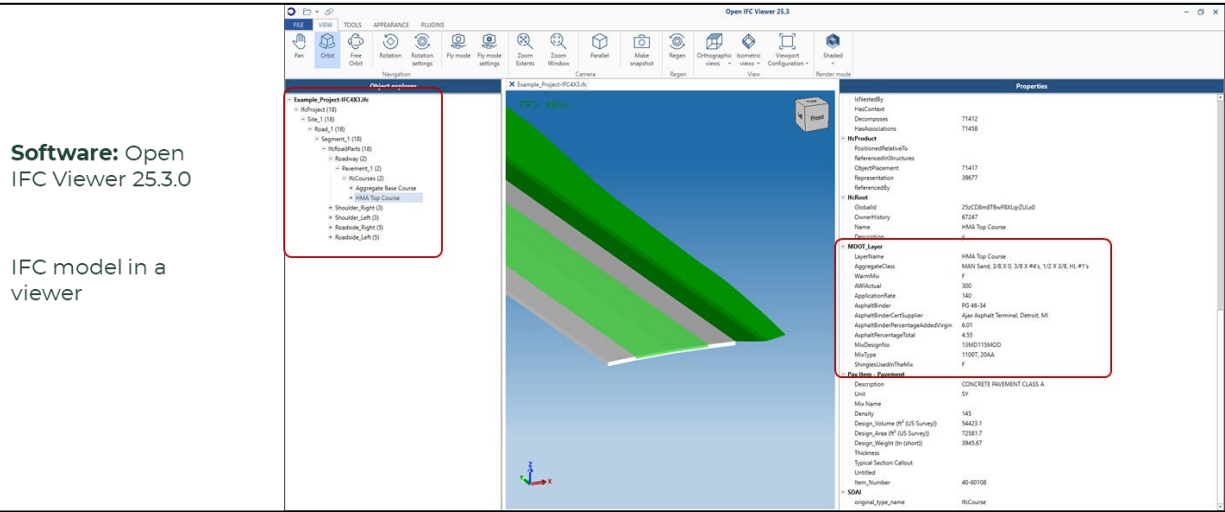 Software: Open
IFC Viewer 25.3.0
IFC model in a
viewer
Open IFC Viewer 25.3
FILE VIEW TOOLS APPEARANCE PLUGINS
Pan Orbit Free Orbit Rotation Rotation settings Fly mode Fly mode settings Zoom Extents Zoom Window Parallel Make snapshot Regen Orthographic views Isometric views Viewport Configuration Shaded
Navigation Camera Regen View Render mode
Object explorer
Example_Project-IFC4X3.ifc
IfcProject (18)
Site_1 (18)
Road_1 (18)
Segment_1 (18)
IfcRoadParts (18)
Roadway (2)
Pavement_1 (2)
IfcCourses (2)
Aggregate Base Course
HMA Top Course
Shoulder_Right (3)
Shoulder_Left (3)
Roadside_Right (5)
Roadside_Left (5)
Example_Project-IFC4X3.ifc
Front
Z
Y X
Properties
IsNestedBy
HasContext
Decomposes 71412
HasAssociations 71458
IfcProduct
PositionedRelativeTo
ReferencedInStructures
ObjectPlacement 71417
Representation 39677
ReferencedBy
IfcRoot
GlobalId
OwnerHistory 67247
Name HMA Top Course
Description
MDOT_Layer
LayerName HMA Top Course
AggregateClass MAN Sand, 3/8 X 0, 3/8 X #4's, 1/2 X 3/8, HL #1's
WarmMix F
AWIActual 300
ApplicationRate 140
AsphaltBinder PG 46-34
AsphaltBinderCertSupplier Ajax Asphalt Terminal, Detroit, MI
AsphaltBinderPercentageAddedVirgin 6.01
AsphaltPercentageTotal 4.55
MixDesignNo 13MD115MOD
MixType 1100T, 20AA
ShinglesUsedInTheMix F
Pay Item - Pavement
Description CONCRETE PAVEMENT CLASS A
Unit SY
Mix Name
Density 145
Design_Volume (ft³ (US Survey)) 54423.1
Design_Area (ft² (US Survey)) 72581.7
Design_Weight (tn (short)) 3945.67
Thickness
Typical Section Callout
Untitled
Item_Number 40-60108
SDAI
original_type_name IfcCourse